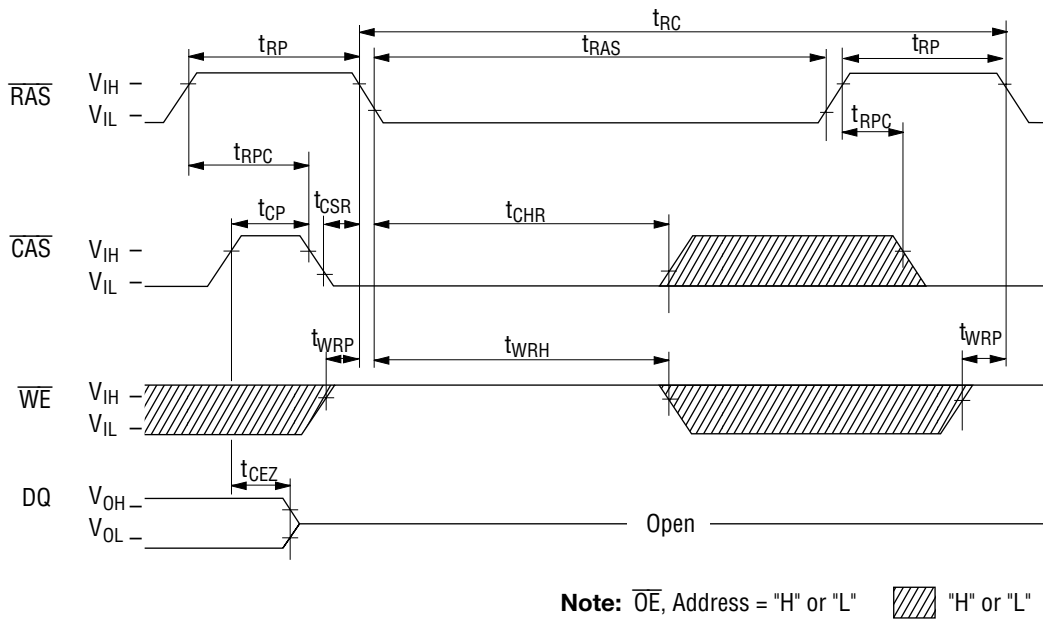 tRC
tRP
tRAS
tRP
RAS
VIH
VIL
tRPC
tRPC
tCP
tCSR
tCHR
CAS
VIH
VIL
tWRP
tWRH
tWRP
WE
VIH
VIL
tCEZ
DQ
VOH
VOL
Open
Note: OE, Address = "H" or "L"
"H" or "L"